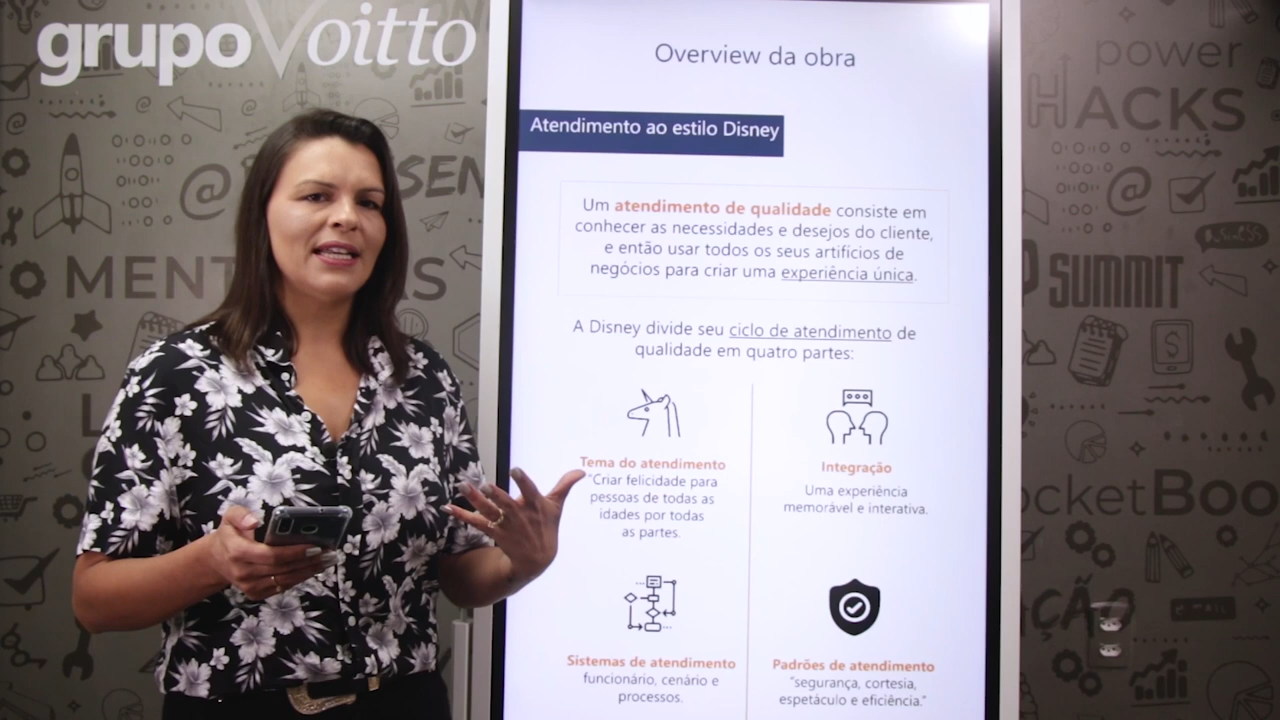 grupoVoitto
Overview da obra
Atendimento ao estilo Disney
Um atendimento de qualidade consiste em
conhecer as necessidades e desejos do cliente,
e então usar todos os seus artifícios de
negócios para criar uma experiência única.
A Disney divide seu ciclo de atendimento de
qualidade em quatro partes:
Tema do atendimento
"Criar felicidade para
pessoas de todas as
idades por todas
as partes.
Integração
Uma experiência
memorável e interativa.
Sistemas de atendimento
funcionário, cenário e
processos.
Padrões de atendimento
"segurança, cortesia,
espetáculo e eficiência."
power
HACKS
BUSINESS
SUMMIT
ocketBoo
E-MAIL